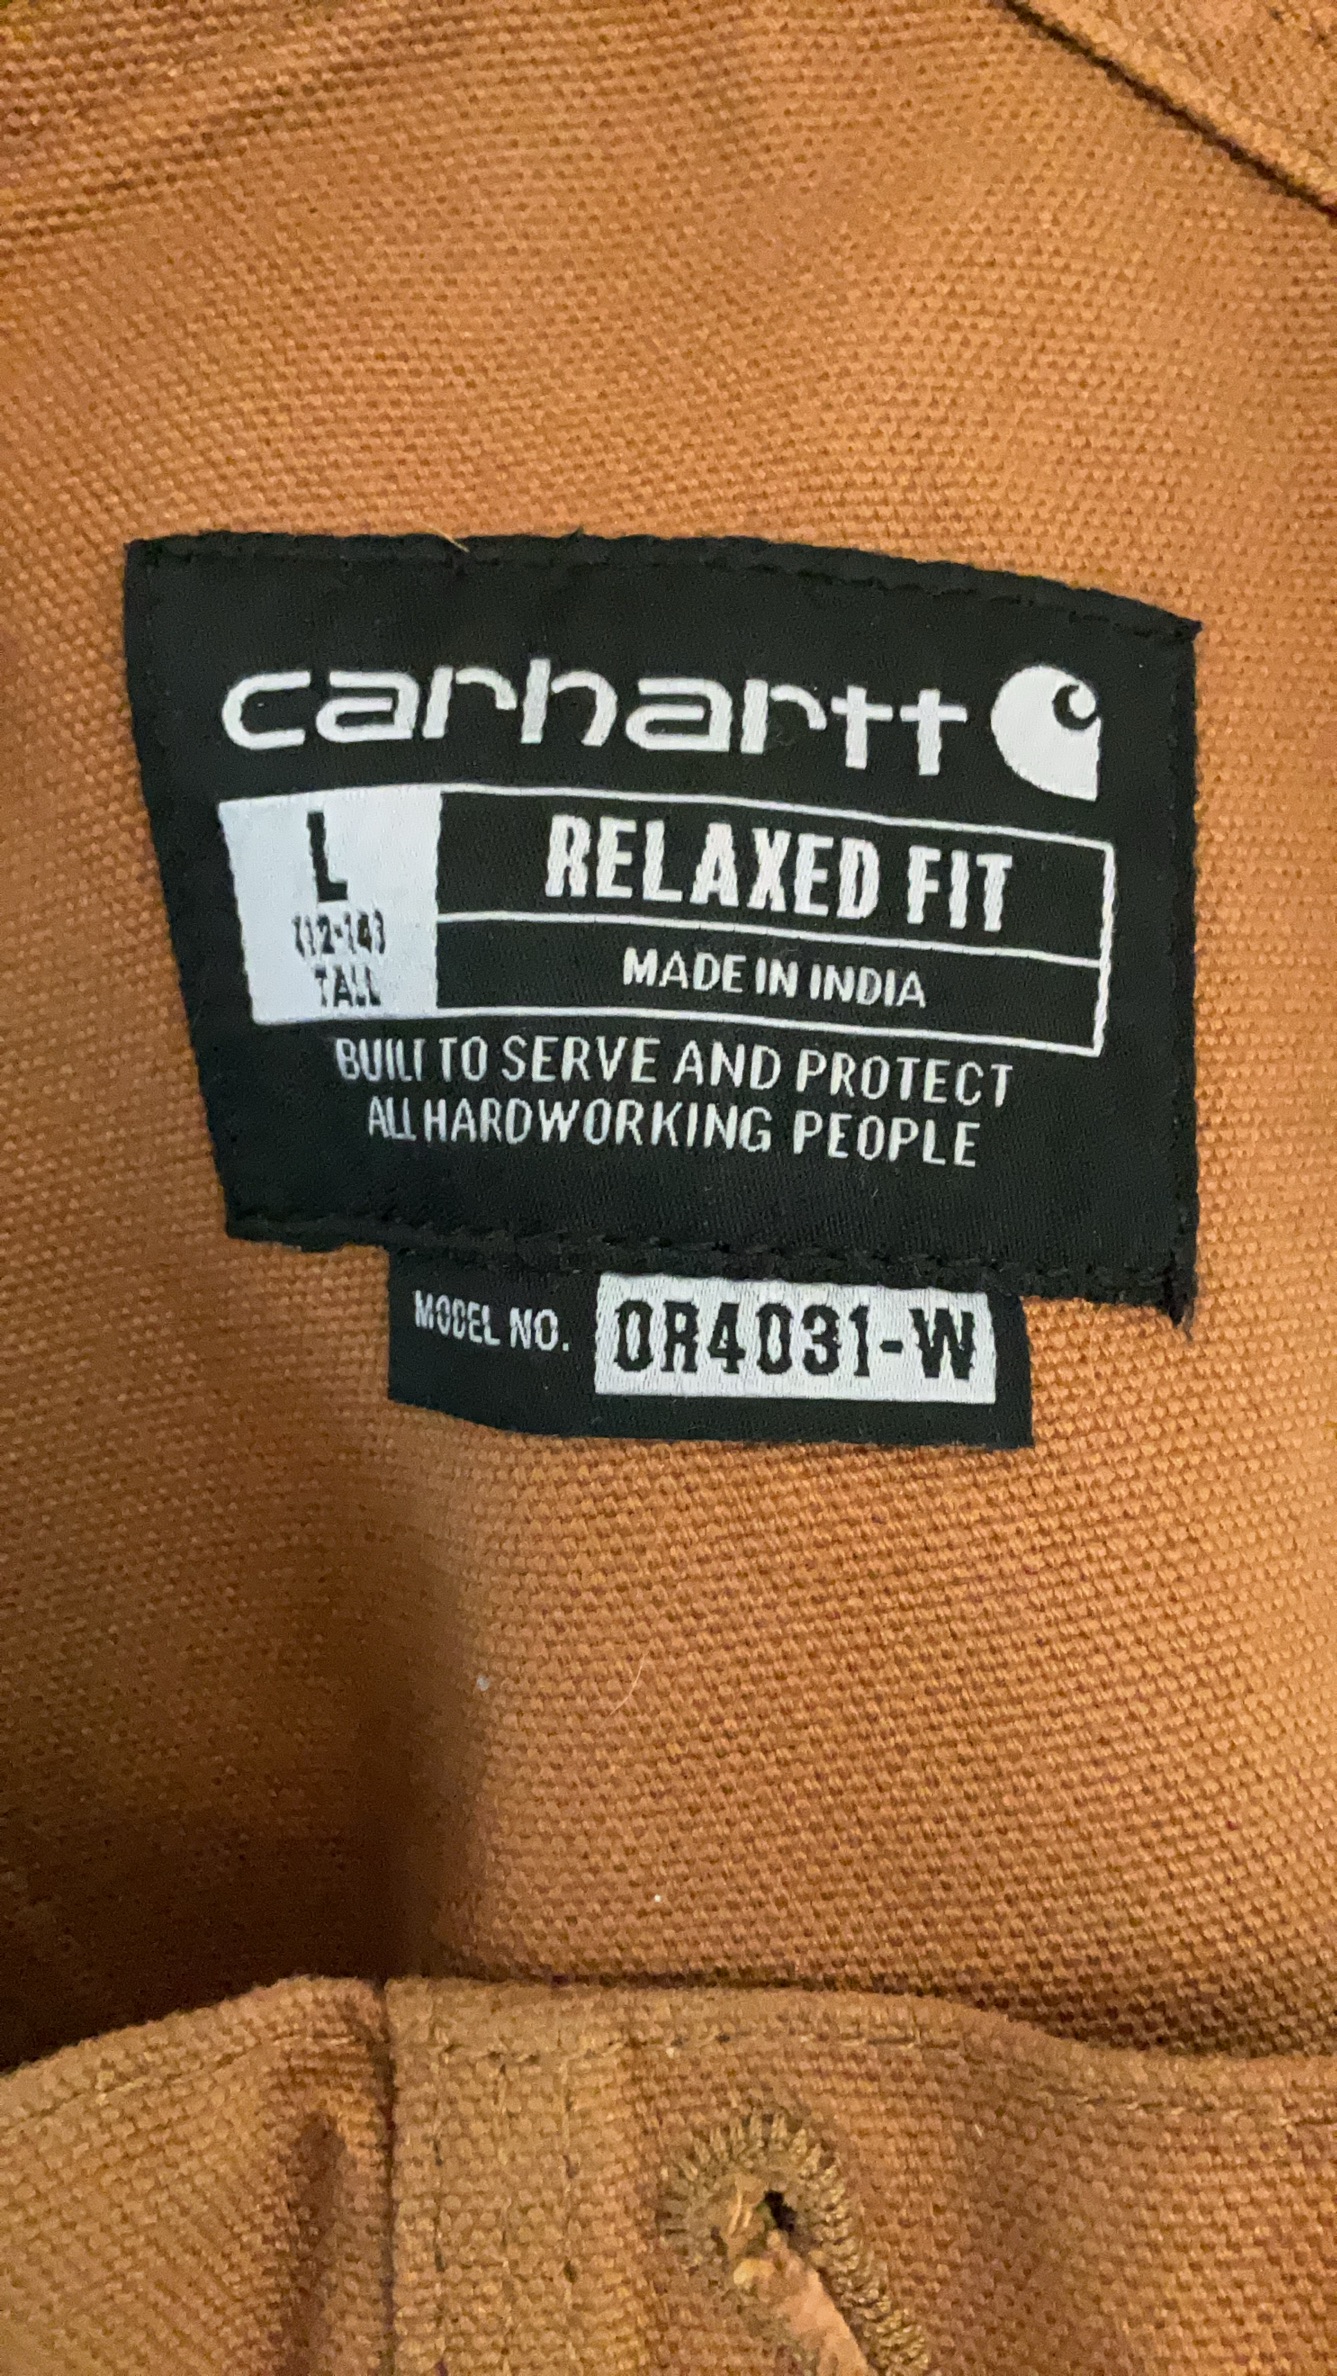 carhartt
L
(12-14)
TALL
RELAXED FIT
MADE IN INDIA
BUILT TO SERVE AND PROTECT
ALL HARDWORKING PEOPLE
MODEL NO. OR4031-W